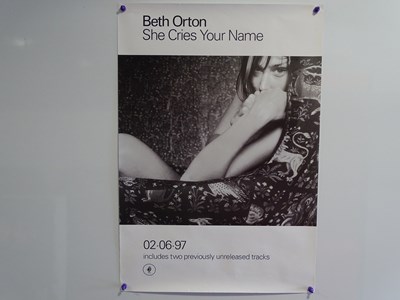 Beth Orton
She Cries Your Name
02·06·97
includes two previously unreleased tracks